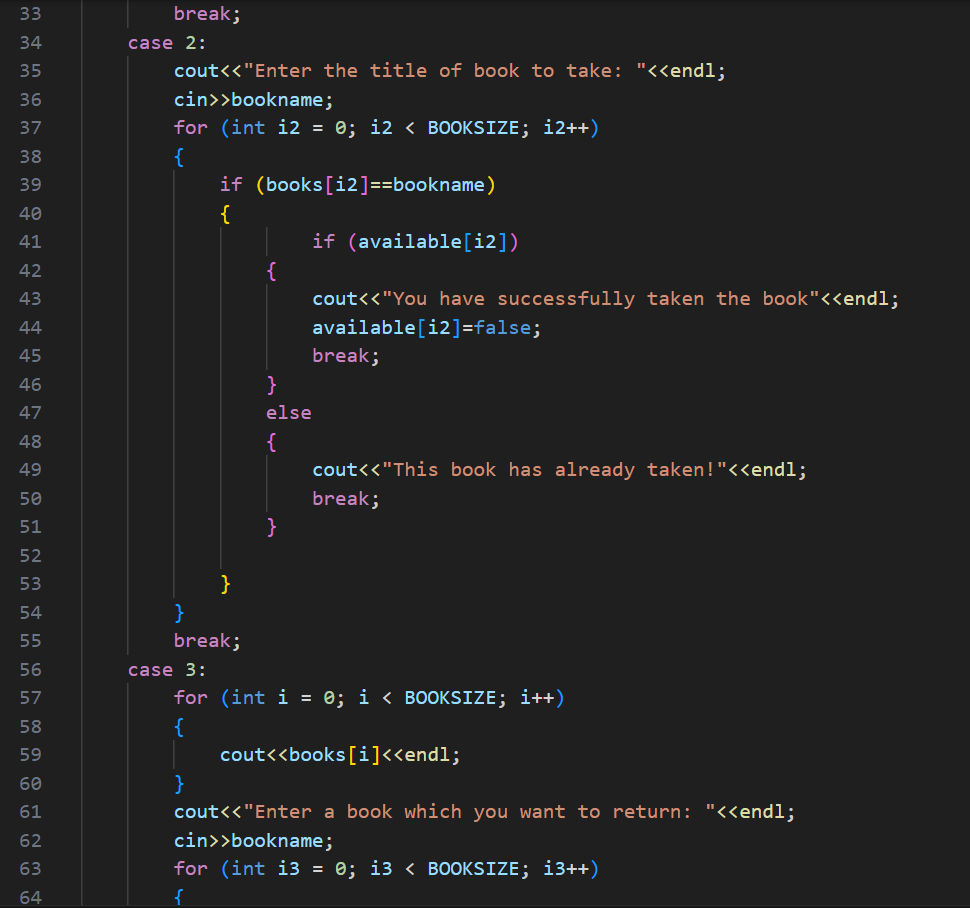 33 break;
34 case 2:
35 cout<<"Enter the title of book to take: "<<endl;
36 cin>>bookname;
37 for (int i2 = 0; i2 < BOOKSIZE; i2++)
38 {
39 if (books[i2]==bookname)
40 {
41 if (available[i2])
42 {
43 cout<<"You have successfully taken the book"<<endl;
44 available[i2]=false;
45 break;
46 }
47 else
48 {
49 cout<<"This book has already taken!"<<endl;
50 break;
51 }
52
53 }
54 }
55 break;
56 case 3:
57 for (int i = 0; i < BOOKSIZE; i++)
58 {
59 cout<<books[i]<<endl;
60 }
61 cout<<"Enter a book which you want to return: "<<endl;
62 cin>>bookname;
63 for (int i3 = 0; i3 < BOOKSIZE; i3++)
64 {